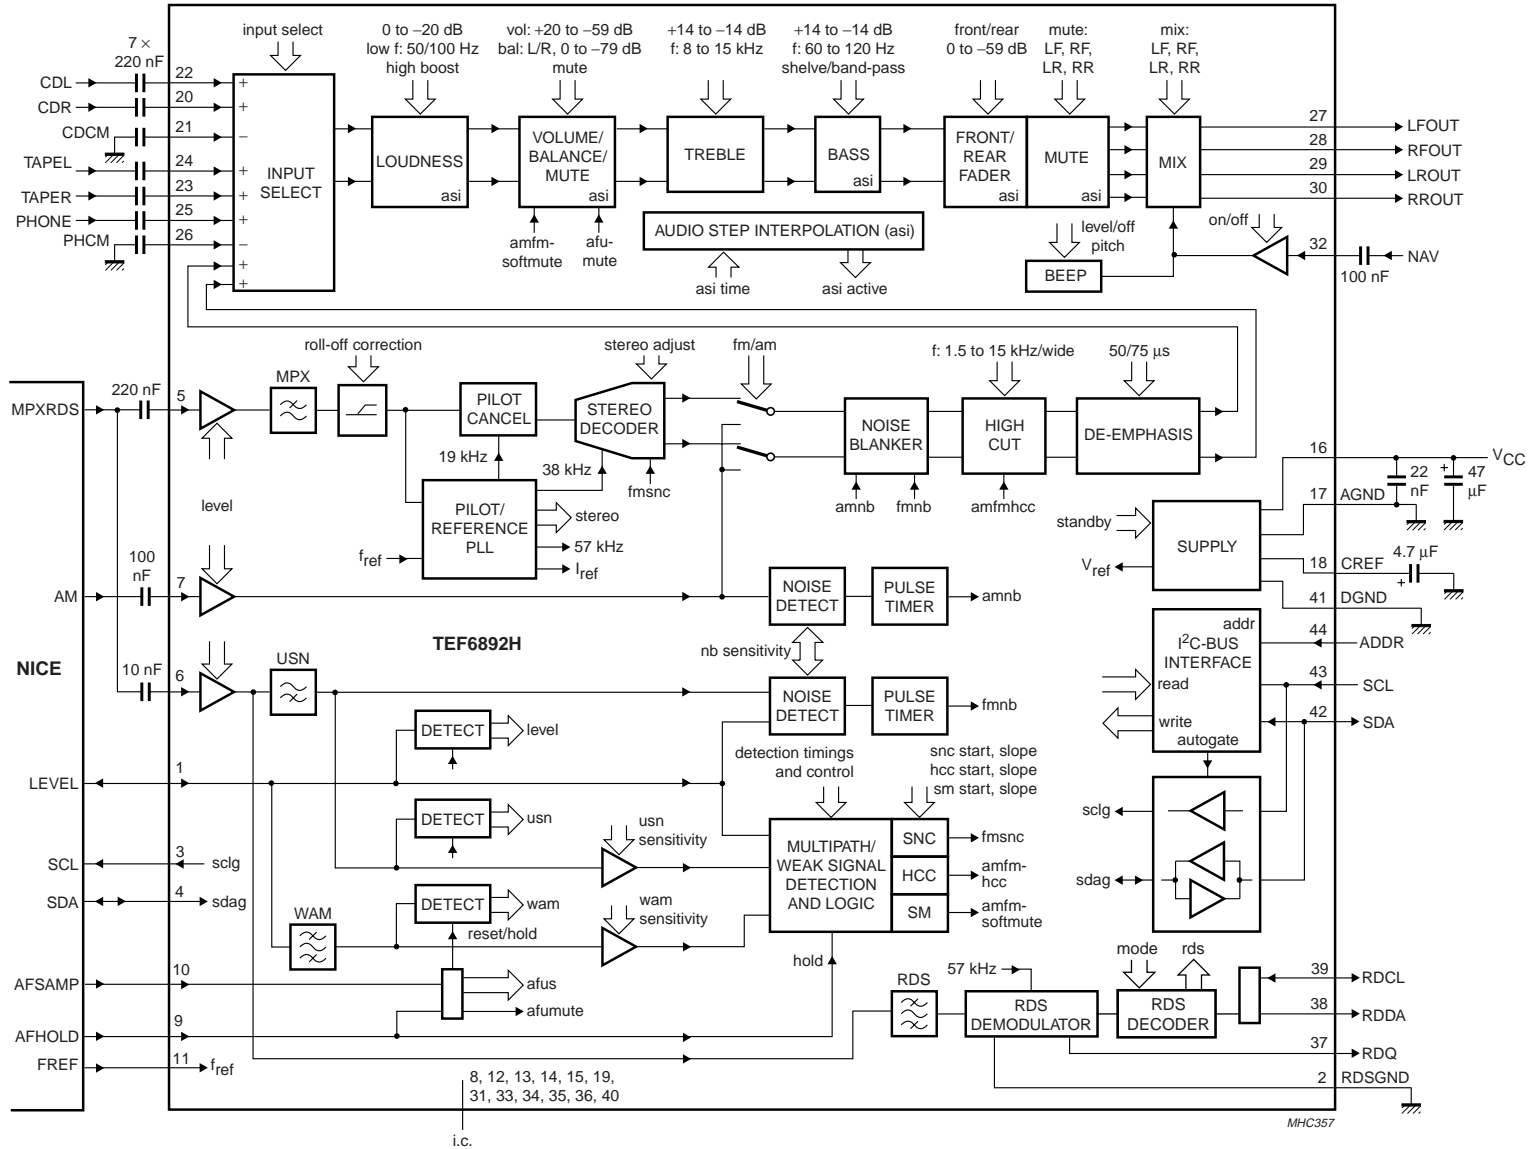 input select
0 to −20 dB
low f: 50/100 Hz
high boost
vol: +20 to −59 dB
bal: L/R, 0 to −79 dB
mute
+14 to −14 dB
f: 8 to 15 kHz
+14 to −14 dB
f: 60 to 120 Hz
shelve/band-pass
front/rear
0 to −59 dB
mute:
LF, RF,
LR, RR
mix:
LF, RF,
LR, RR
7 ×
220 nF
CDL
22
+
CDR
20
+
CDCM
21
−
TAPEL
24
+
TAPER
23
+
PHONE
25
+
PHCM
26
−
+
+
INPUT
SELECT
LOUDNESS
asi
VOLUME/
BALANCE/
MUTE
asi
TREBLE
BASS
asi
FRONT/
REAR
FADER
asi
MUTE
asi
MIX
27
LFOUT
28
RFOUT
29
LROUT
30
RROUT
amfm-
softmute
afu-
mute
AUDIO STEP INTERPOLATION (asi)
asi time
asi active
level/off
pitch
BEEP
on/off
32
NAV
100 nF
roll-off correction
stereo adjust
fm/am
f: 1.5 to 15 kHz/wide
50/75 μs
MPXRDS
220 nF
5
MPX
PILOT
CANCEL
STEREO
DECODER
NOISE
BLANKER
HIGH
CUT
DE-EMPHASIS
19 kHz
38 kHz
fmsnc
amnb
fmnb
amfmhcc
level
PILOT/
REFERENCE
PLL
stereo
57 kHz
Iref
fref
16
VCC
22
nF
+
47
μF
17
AGND
standby
SUPPLY
Vref
18
CREF
4.7 μF
+
41
DGND
100
nF
AM
7
NOISE
DETECT
PULSE
TIMER
amnb
TEF6892H
NICE
nb sensitivity
10 nF
6
USN
NOISE
DETECT
PULSE
TIMER
fmnb
addr
I2C-BUS
INTERFACE
read
write
autogate
44
ADDR
43
SCL
42
SDA
DETECT
level
detection timings
and control
snc start, slope
hcc start, slope
sm start, slope
LEVEL
1
DETECT
usn
usn
sensitivity
MULTIPATH/
WEAK SIGNAL
DETECTION
AND LOGIC
SNC
HCC
SM
fmsnc
amfm-
hcc
amfm-
softmute
sclg
sdag
SCL
3
sclg
SDA
4
sdag
WAM
DETECT
wam
reset/hold
wam
sensitivity
hold
AFSAMP
10
afus
afumute
AFHOLD
9
FREF
11
fref
RDS
57 kHz
RDS
DEMODULATOR
mode
rds
RDS
DECODER
39
RDCL
38
RDDA
37
RDQ
2
RDSGND
8, 12, 13, 14, 15, 19,
31, 33, 34, 35, 36, 40
i.c.
MHC357